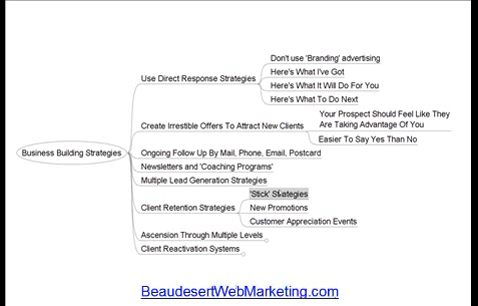 Don't use 'Branding' advertising
Here's What I've Got
Use Direct Response Strategies
Here's What It Will Do For You
Here's What To Do Next
Your Prospect Should Feel Like They
Are Taking Advantage Of You
Create Irrestible Offers To Attract New Clients
Easier To Say Yes Than No
Business Building Strategies
Ongoing Follow Up By Mail, Phone, Email, Postcard
Newsletters and 'Coaching Programs'
Multiple Lead Generation Strategies
'Stick' Strategies
Client Retention Strategies
New Promotions
Customer Appreciation Events
Ascension Through Multiple Levels
Client Reactivation Systems
BeaudesertWebMarketing.com